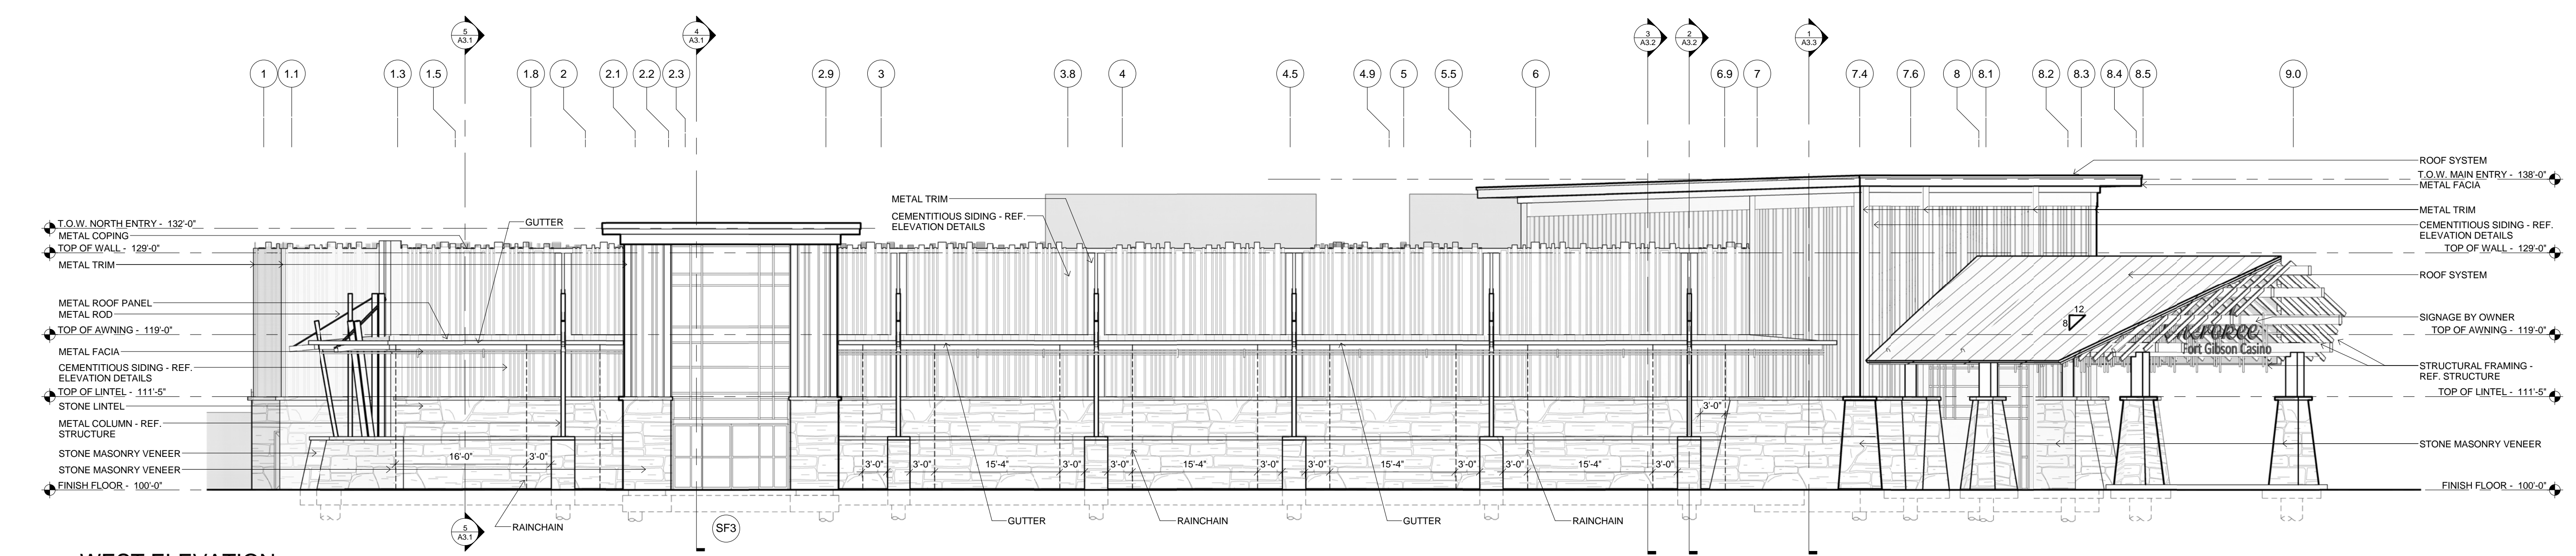 5
A3.1
4
A3.1
3
A3.2
2
A3.2
1
A3.3
1
1.1
1.3
1.5
1.8
2
2.1
2.2
2.3
2.9
3
3.8
4
4.5
4.9
5
5.5
6
6.9
7
7.4
7.6
8
8.1
8.2
8.3
8.4
8.5
9.0
T.O.W. NORTH ENTRY - 132'-0"
METAL COPING
TOP OF WALL - 129'-0"
METAL TRIM
METAL ROOF PANEL
METAL ROD
TOP OF AWNING - 119'-0"
METAL FACIA
CEMENTITIOUS SIDING - REF.
ELEVATION DETAILS
TOP OF LINTEL - 111'-5"
STONE LINTEL
METAL COLUMN - REF.
STRUCTURE
STONE MASONRY VENEER
STONE MASONRY VENEER
FINISH FLOOR - 100'-0"
GUTTER
METAL TRIM
CEMENTITIOUS SIDING - REF.
ELEVATION DETAILS
ROOF SYSTEM
T.O.W. MAIN ENTRY - 138'-0"
METAL FACIA
METAL TRIM
CEMENTITIOUS SIDING - REF.
ELEVATION DETAILS
TOP OF WALL - 129'-0"
ROOF SYSTEM
SIGNAGE BY OWNER
TOP OF AWNING - 119'-0"
STRUCTURAL FRAMING -
REF. STRUCTURE
TOP OF LINTEL - 111'-5"
STONE MASONRY VENEER
FINISH FLOOR - 100'-0"
12
8
Fort Gibson Casino
3'-0"
16'-0"
3'-0"
3'-0"
3'-0"
15'-4"
3'-0"
3'-0"
15'-4"
3'-0"
3'-0"
15'-4"
3'-0"
3'-0"
15'-4"
3'-0"
5
A3.1
RAINCHAIN
SF3
GUTTER
RAINCHAIN
GUTTER
RAINCHAIN
WEST ELEVATION